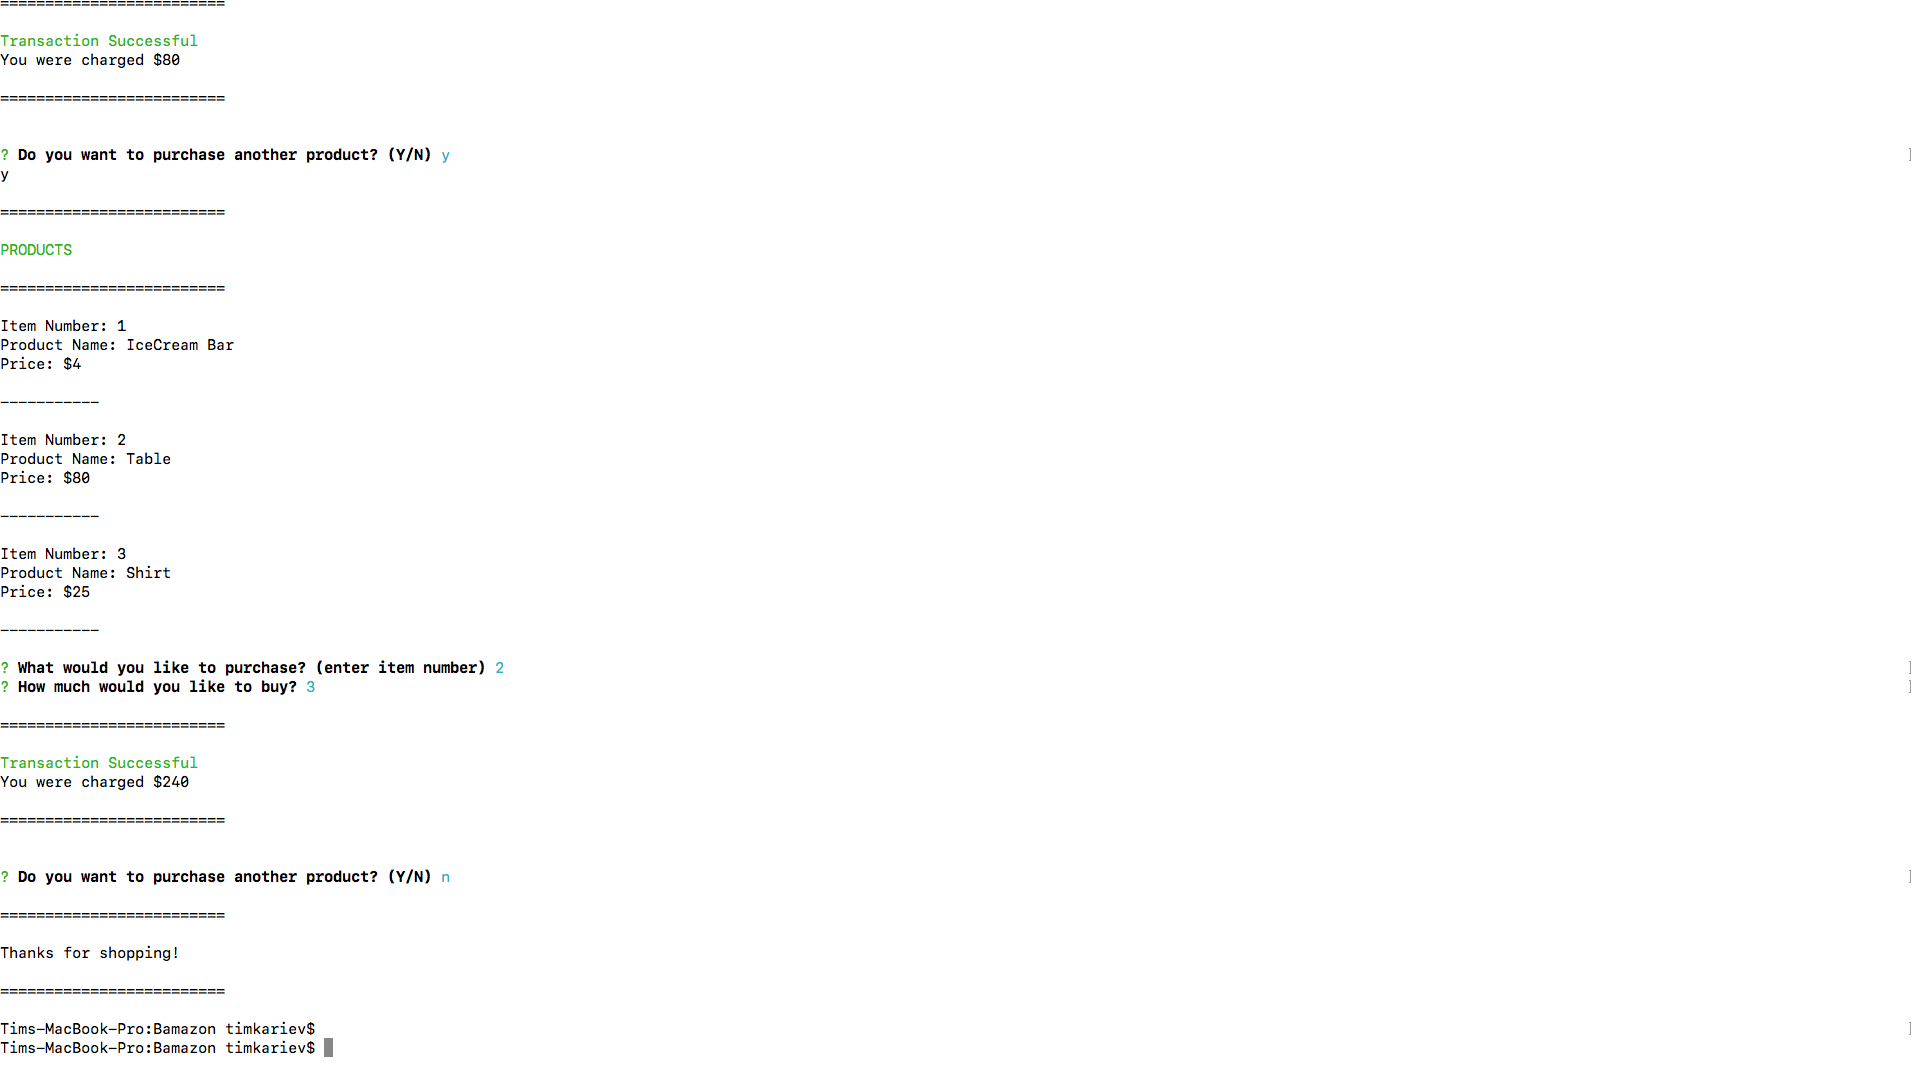 =========================
Transaction Successful
You were charged $80
=========================
? Do you want to purchase another product? (Y/N) y
y
=========================
PRODUCTS
=========================
Item Number: 1
Product Name: IceCream Bar
Price: $4
-----------
Item Number: 2
Product Name: Table
Price: $80
-----------
Item Number: 3
Product Name: Shirt
Price: $25
-----------
? What would you like to purchase? (enter item number) 2
? How much would you like to buy? 3
=========================
Transaction Successful
You were charged $240
=========================
? Do you want to purchase another product? (Y/N) n
=========================
Thanks for shopping!
=========================
Tims-MacBook-Pro:Bamazon timkariev$
Tims-MacBook-Pro:Bamazon timkariev$